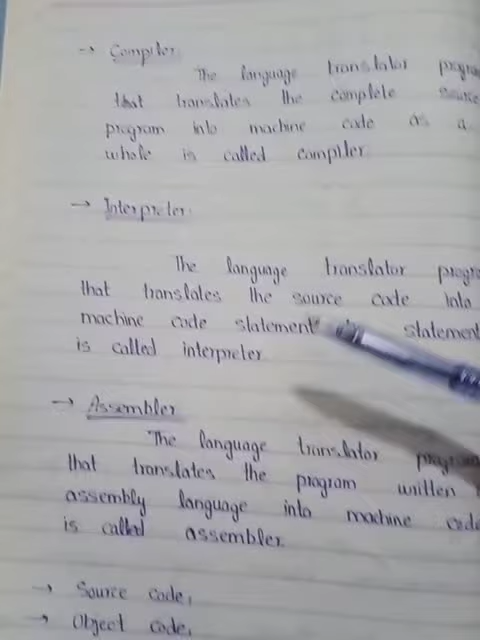 → Compiler
The language translator progra
that translates the complete source
program into machine code as a
whole is called compiler.
→ Interpreter
The language translator progra
that translates the source code into
machine code statement statement
is called interpreter
→ Assembler
The language translator program
that translates the program written
assembly language into machine code
is called assembler.
→ Source code,
→ Object code,